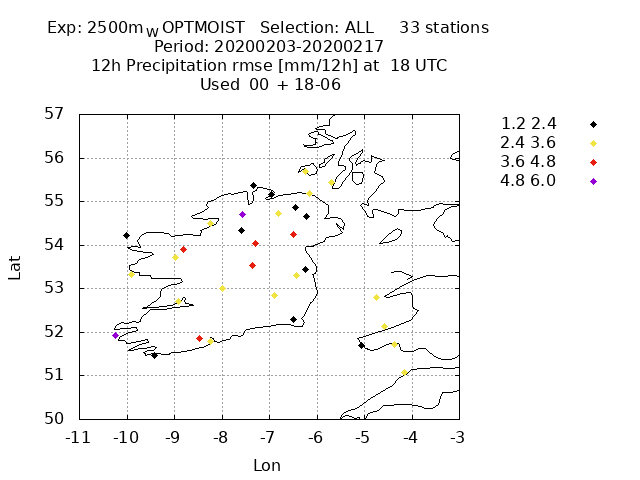 Exp: 2500m W OPTMOIST Selection: ALL 33 stations
Period: 20200203-20200217
12h Precipitation rmse [mm/12h] at 18 UTC
Used 00 + 18-06
57
56
55
54
53
52
51
50
-11 -10 -9 -8 -7 -6 -5 -4 -3
Lat
Lon
1.2 2.4
2.4 3.6
3.6 4.8
4.8 6.0